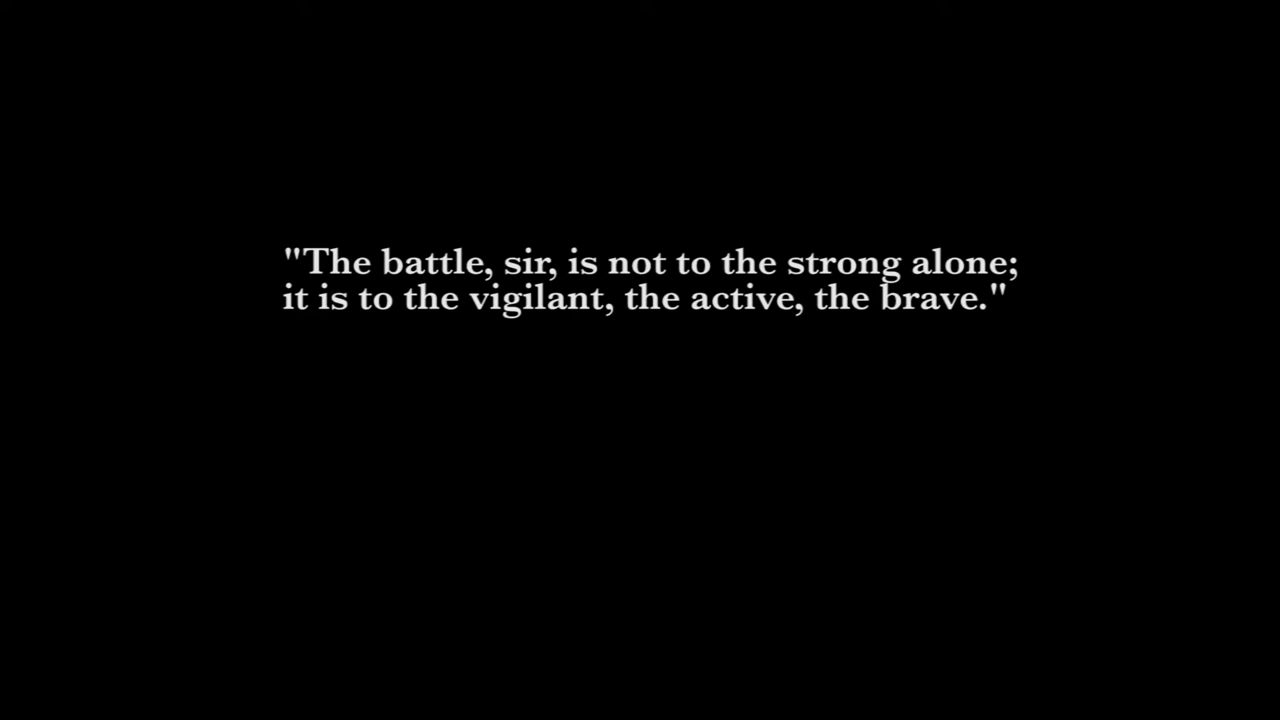 "The battle, sir, is not to the strong alone;
it is to the vigilant, the active, the brave."